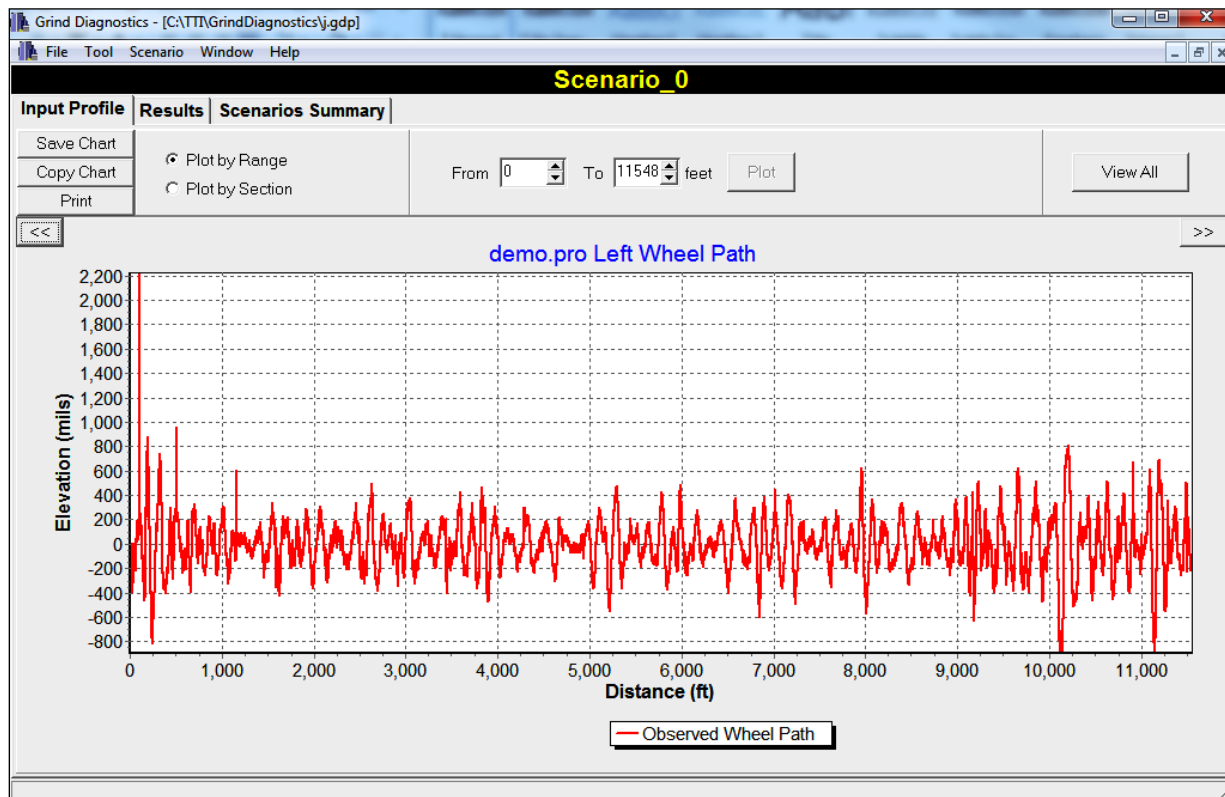 Grind Diagnostics - [C:\TTI\GrindDiagnostics\j.gdp]
File Tool Scenario Window Help
Scenario_0
Input Profile Results Scenarios Summary
Save Chart
Copy Chart
Print
Plot by Range
Plot by Section
From 0 To 11548 feet Plot
View All
<< >>
demo.pro Left Wheel Path
2,200
2,000
1,800
1,600
1,400
1,200
1,000
800
600
400
200
0
-200
-400
-600
-800
Elevation (mils)
0 1,000 2,000 3,000 4,000 5,000 6,000 7,000 8,000 9,000 10,000 11,000
Distance (ft)
Observed Wheel Path